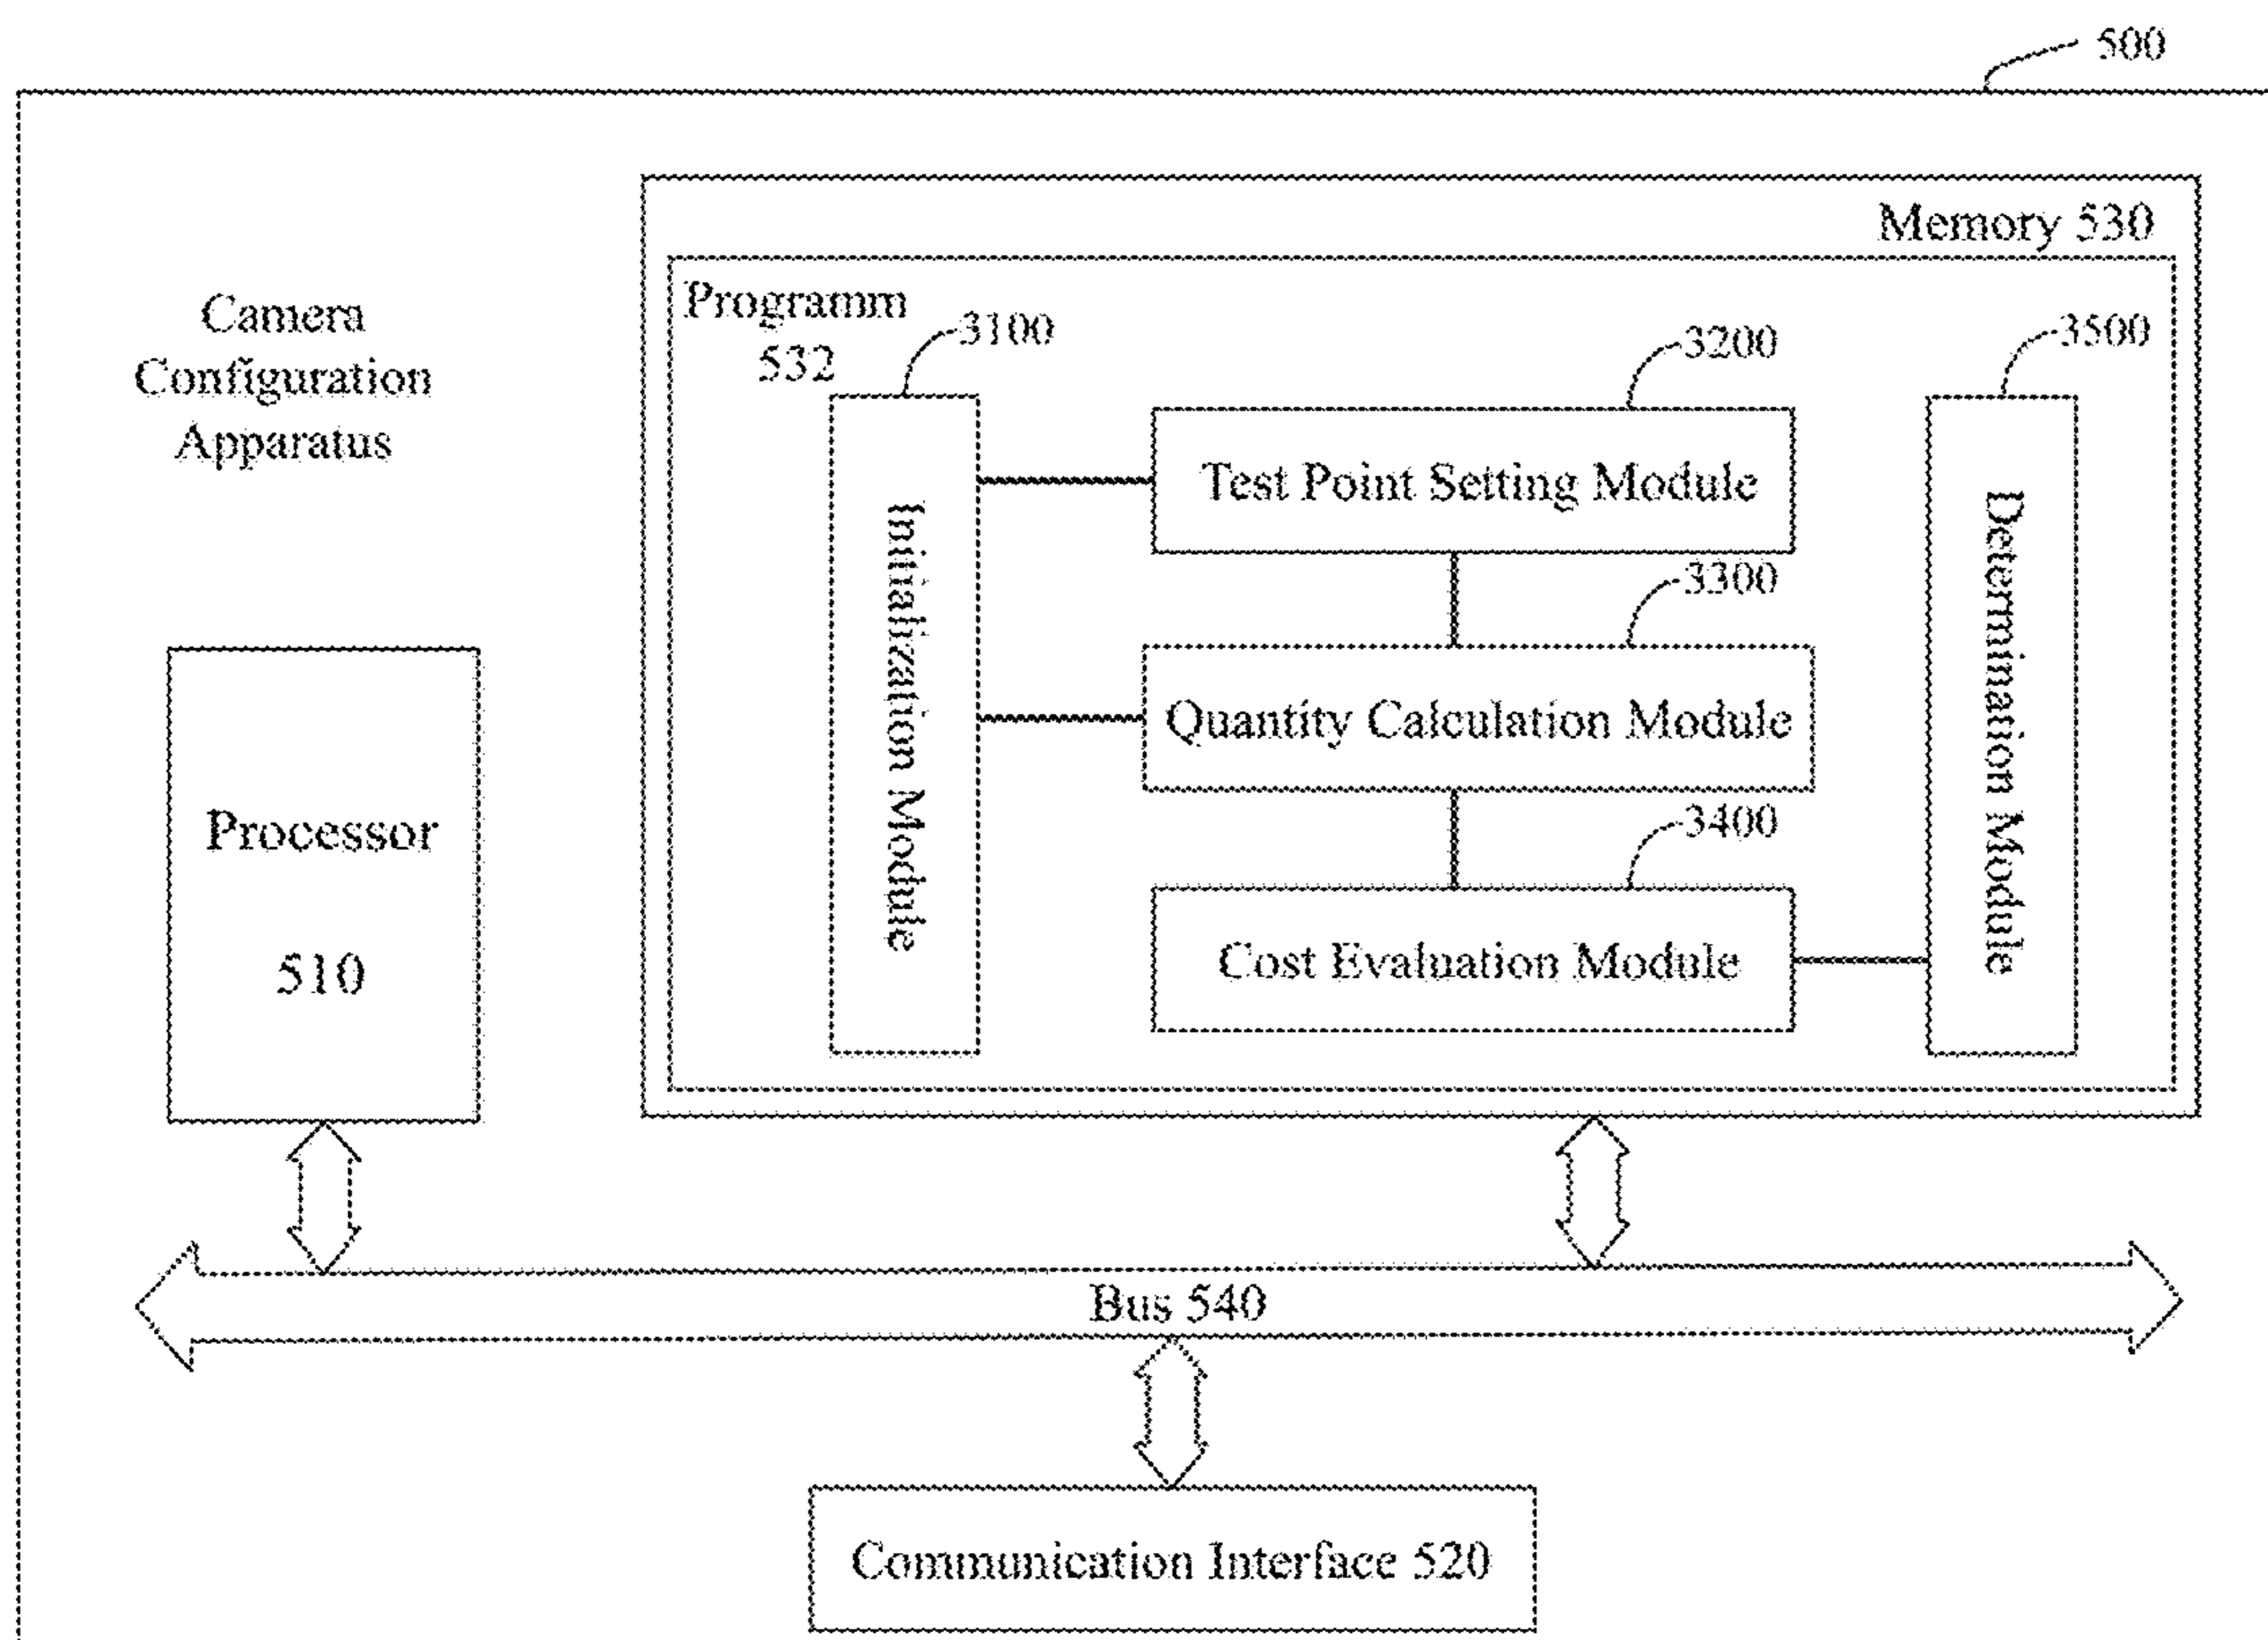 500
Memory 530
Camera
Configuration
Apparatus
Programm
532
3100
3200
3500
Initialization Module
Test Point Setting Module
Determination Module
3300
Quantity Calculation Module
3400
Cost Evaluation Module
Processor
510
Bus 540
Communication Interface 520